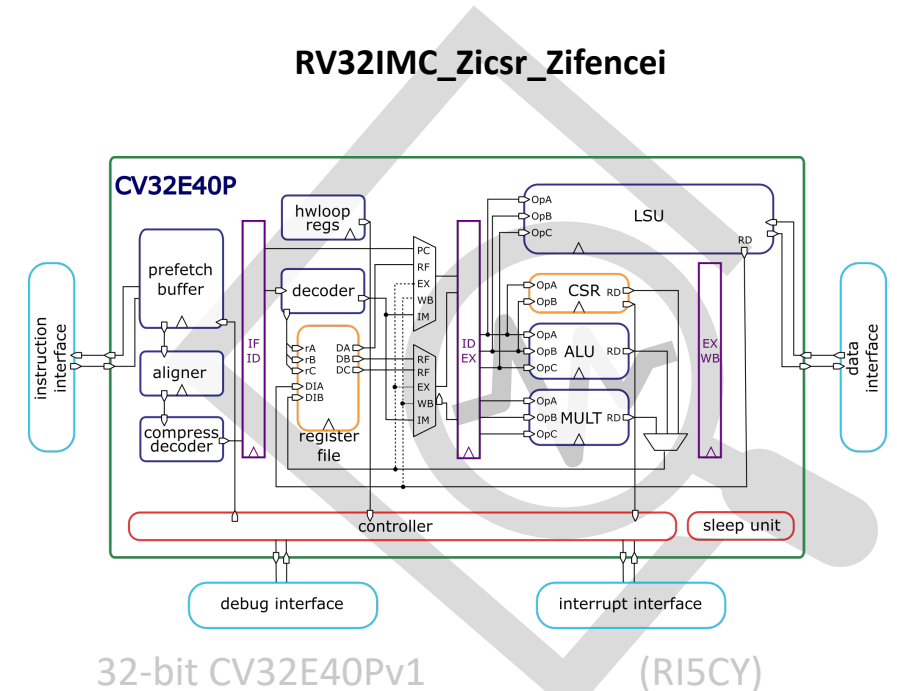 RV32IMC_Zicsr_Zifencei
CV32E40P
instruction
interface
prefetch
buffer
aligner
compress
decoder
IF
ID
hwloop
regs
decoder
rA
rB
rC
DIA
DIB
DA
DB
DC
register
file
PC
RF
EX
WB
IM
RF
RF
EX
WB
IM
ID
EX
OpA
OpB
OpC
LSU
RD
OpA
OpB
CSR
RD
OpA
OpB
OpC
ALU
RD
OpA
OpB
OpC
MULT
RD
EX
WB
data
interface
controller
sleep unit
debug interface
interrupt interface
32-bit CV32E40Pv1
(RI5CY)